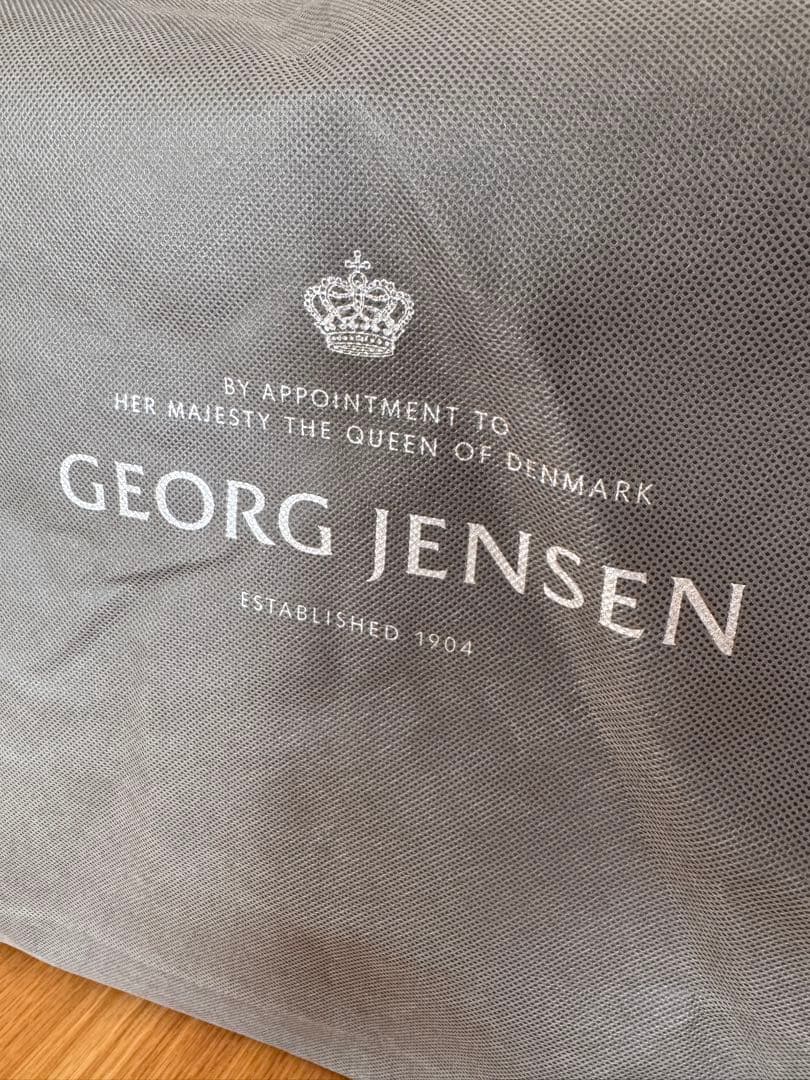 BY APPOINTMENT TO
HER MAJESTY THE QUEEN OF DENMARK
GEORG JENSEN
ESTABLISHED 1904